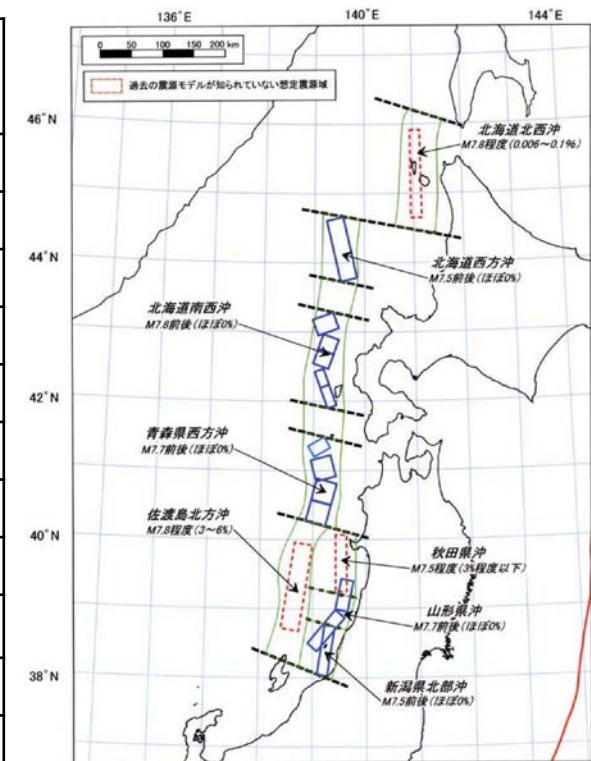 136°E
140°E
144°E
0 50 100 150 200 km
過去の震源モデルが知られていない想定震源域
46°N
北海道北西沖
M7.8程度(0.006~0.1%)
44°N
北海道西方沖
M7.5前後(ほぼ0%)
北海道南西沖
M7.8前後(ほぼ0%)
42°N
青森県西方沖
M7.7前後(ほぼ0%)
佐渡島北方沖
M7.8程度(3~6%)
40°N
秋田県沖
M7.5程度(3%程度以下)
山形県沖
M7.7前後(ほぼ0%)
38°N
新潟県北部沖
M7.5前後(ほぼ0%)